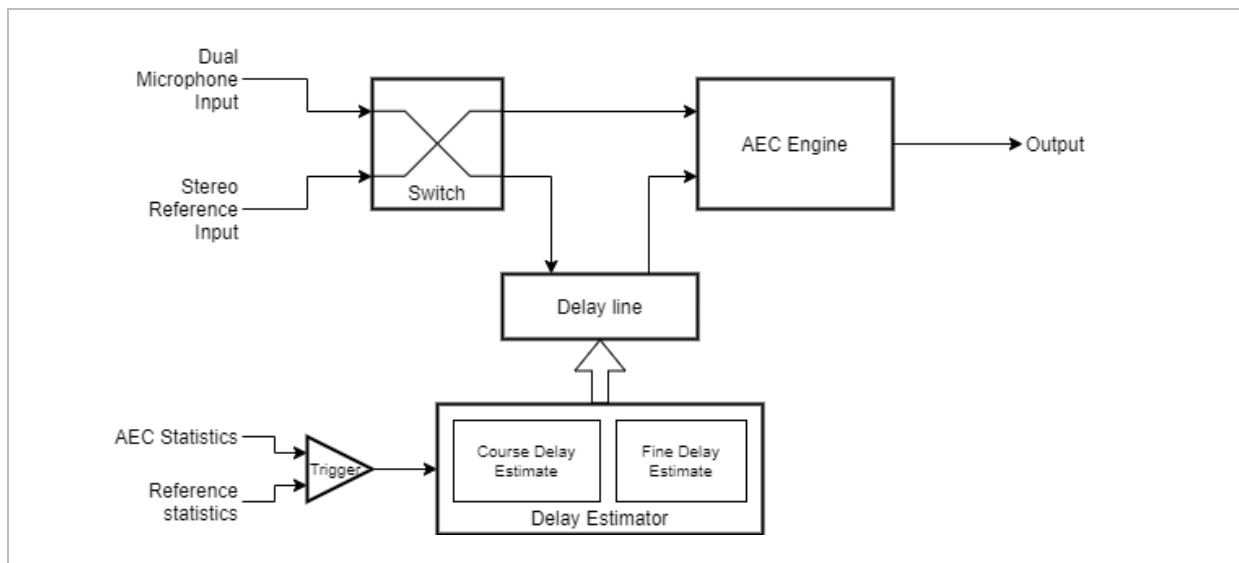 Dual
Microphone
Input
Stereo
Reference
Input
Switch
AEC Engine
Output
Delay line
AEC Statistics
Reference
statistics
Trigger
Course Delay
Estimate
Fine Delay
Estimate
Delay Estimator